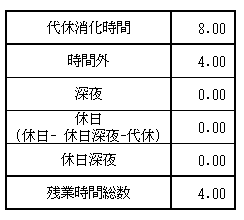 代休消化時間 8.00
時間外 4.00
深夜 0.00
休日
(休日- 休日深夜-代休) 0.00
休日深夜 0.00
残業時間総数 4.00